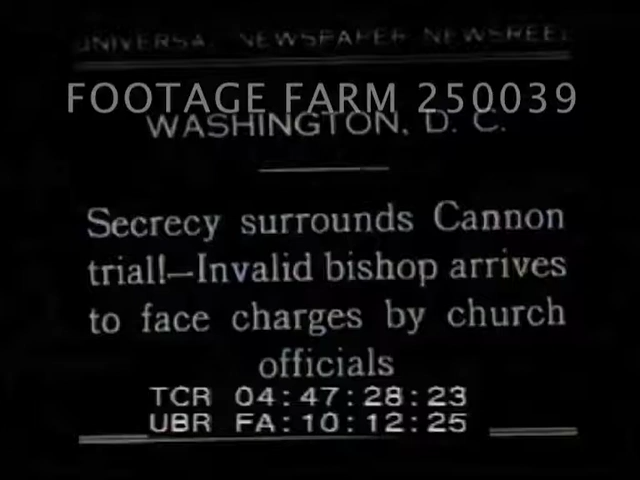 UNIVERSAL NEWSPAPER NEWSREEL
FOOTAGE FARM 250039
WASHINGTON, D. C.
Secrecy surrounds Cannon
trial!—Invalid bishop arrives
to face charges by church
officials
TCR 04:47:28:23
UBR FA:10:12:25